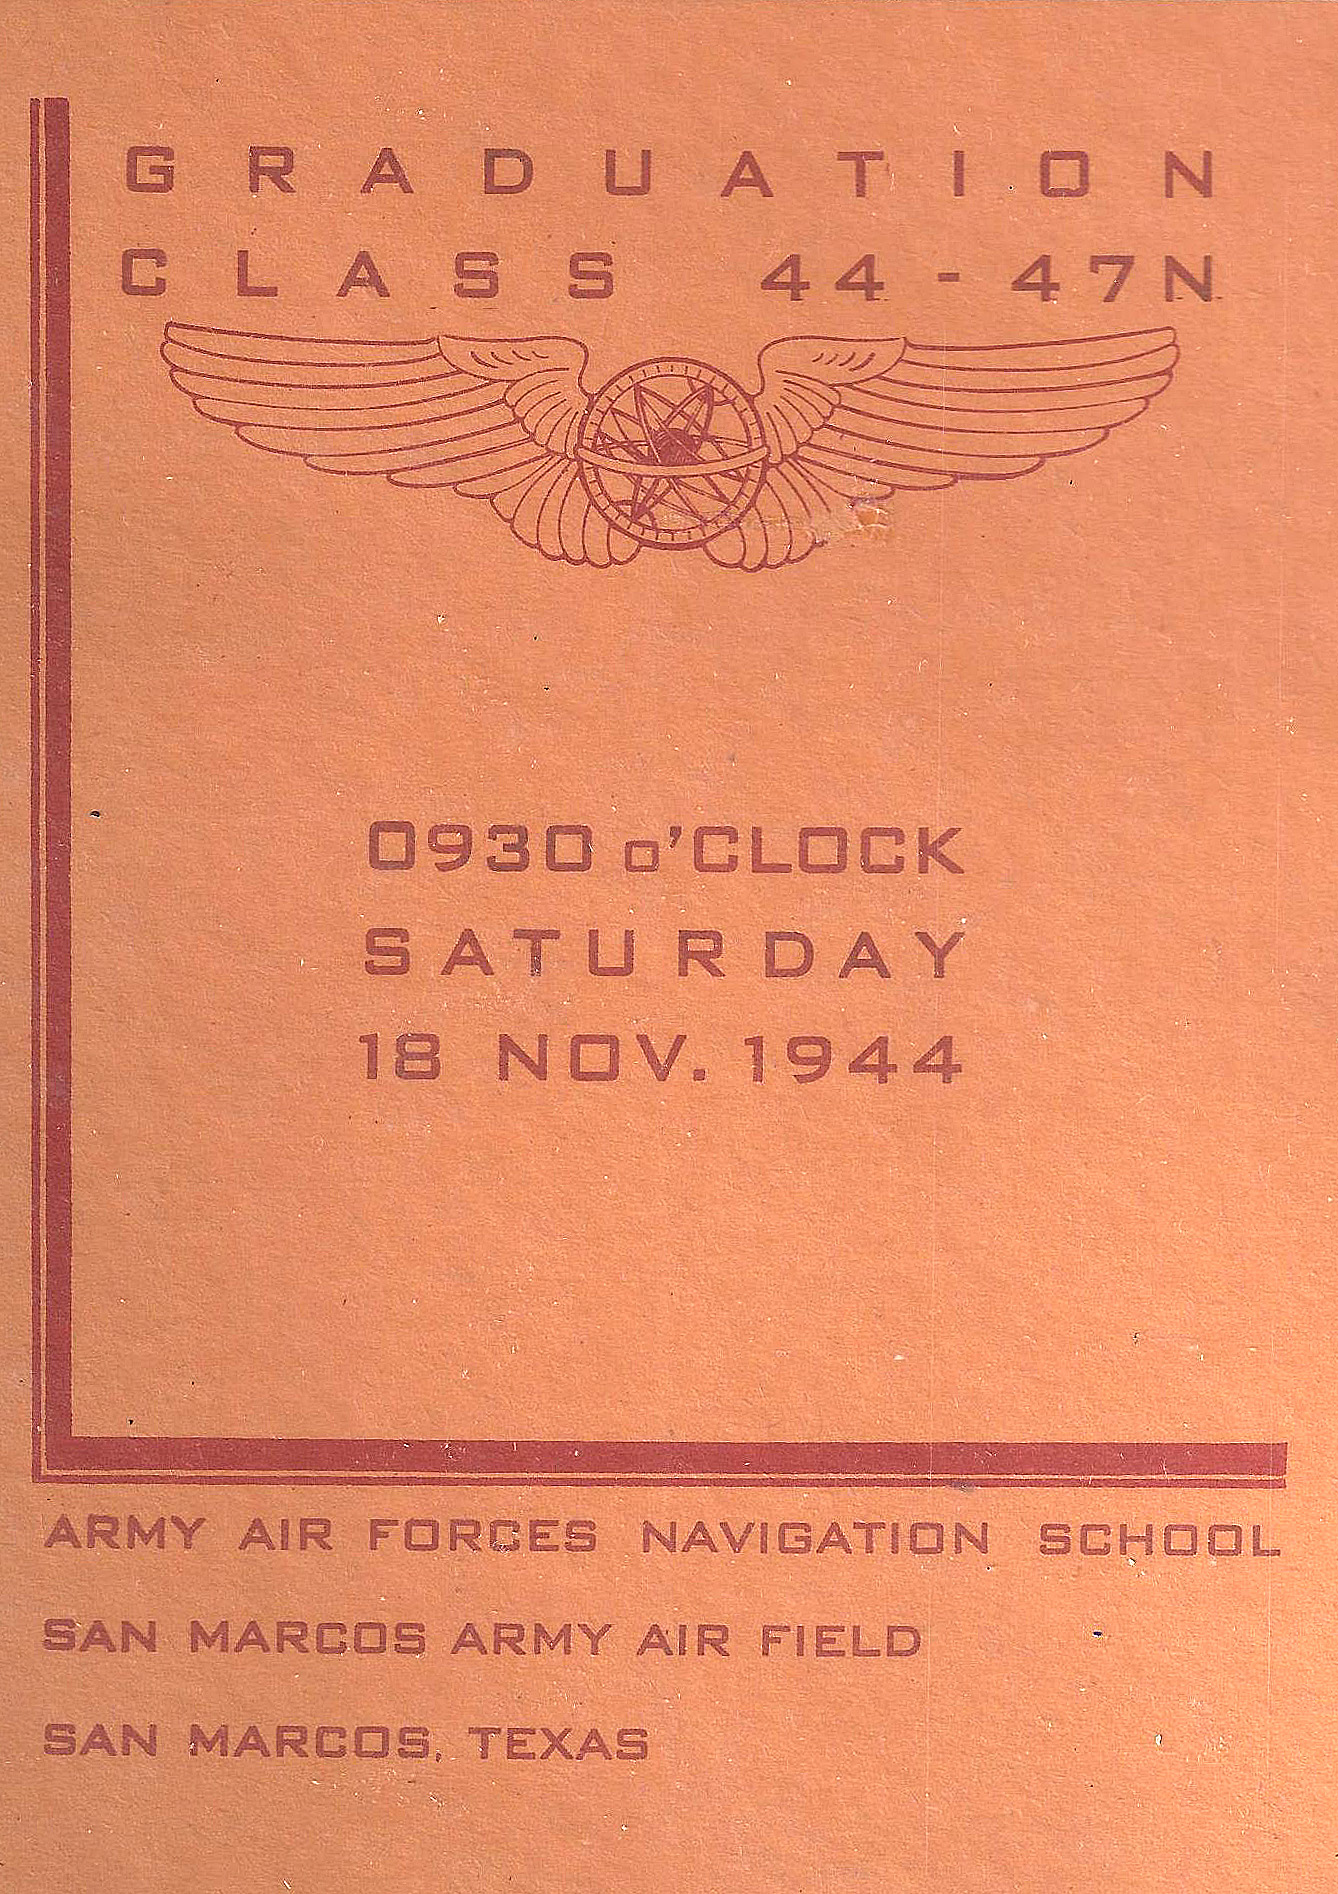 GRADUATION
CLASS 44-47N
0930 o'CLOCK
SATURDAY
18 NOV. 1944
ARMY AIR FORCES NAVIGATION SCHOOL
SAN MARCOS ARMY AIR FIELD
SAN MARCOS, TEXAS